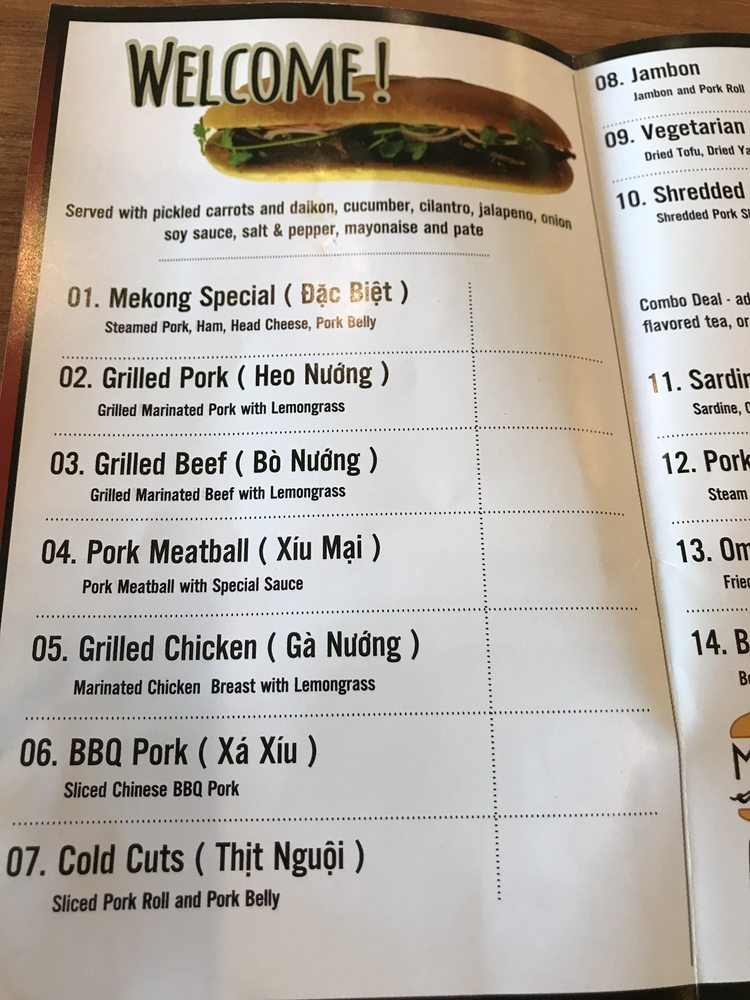 WELCOME!
Served with pickled carrots and daikon, cucumber, cilantro, jalapeno, onion
soy sauce, salt & pepper, mayonaise and pate
01. Mekong Special ( Đặc Biệt )
Steamed Pork, Ham, Head Cheese, Pork Belly
02. Grilled Pork ( Heo Nướng )
Grilled Marinated Pork with Lemongrass
03. Grilled Beef ( Bò Nướng )
Grilled Marinated Beef with Lemongrass
04. Pork Meatball ( Xíu Mại )
Pork Meatball with Special Sauce
05. Grilled Chicken ( Gà Nướng )
Marinated Chicken Breast with Lemongrass
06. BBQ Pork ( Xá Xíu )
Sliced Chinese BBQ Pork
07. Cold Cuts ( Thịt Nguội )
Sliced Pork Roll and Pork Belly
08. Jambon
Jambon and Pork Roll
09. Vegetarian
Dried Tofu, Dried
10. Shredded
Shredded Pork
Combo Deal -
flavored tea, or
11.
Sardine,
12. Pork
Steam
13.
14.